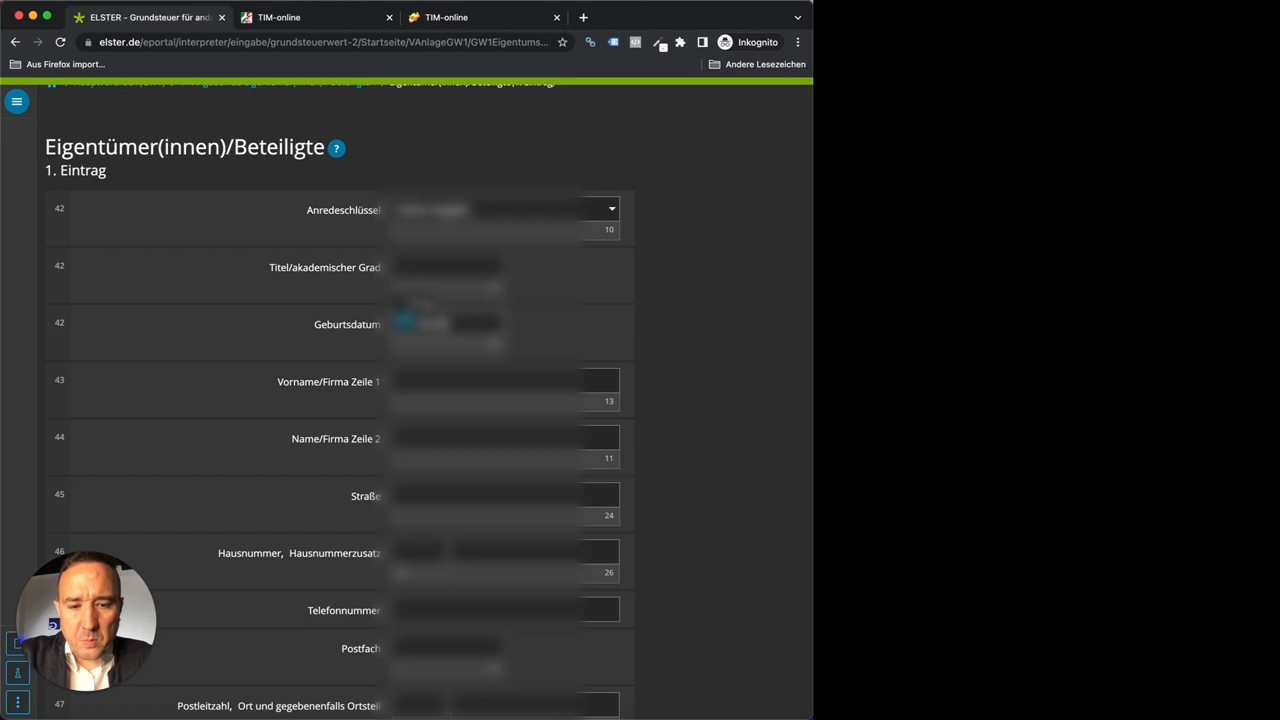 ELSTER - Grundsteuer für and
TIM-online
TIM-online
elster.de/eportal/interpreter/eingabe/grundsteuerwert-2/Startseite/VAnlageGW1/GW1Eigentums...
Inkognito
Aus Firefox import...
Andere Lesezeichen
Eigentümer(innen)/Beteiligte ?
1. Eintrag
42 Anredeschlüssel
10
42 Titel/akademischer Grad
42 Geburtsdatum
43 Vorname/Firma Zeile 1
13
44 Name/Firma Zeile 2
11
45 Straße
24
46 Hausnummer, Hausnummerzusatz
26
Telefonnummer
Postfach
47 Postleitzahl, Ort und gegebenenfalls Ortsteil